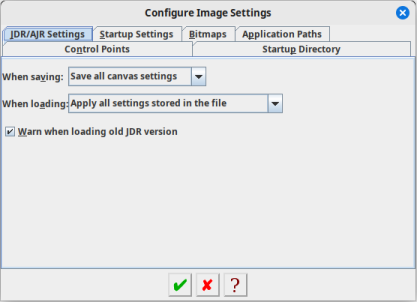 Configure Image Settings
JDR/AJR Settings Startup Settings Bitmaps Application Paths
Control Points Startup Directory
When saving: Save all canvas settings
When loading: Apply all settings stored in the file
Warn when loading old JDR version
?